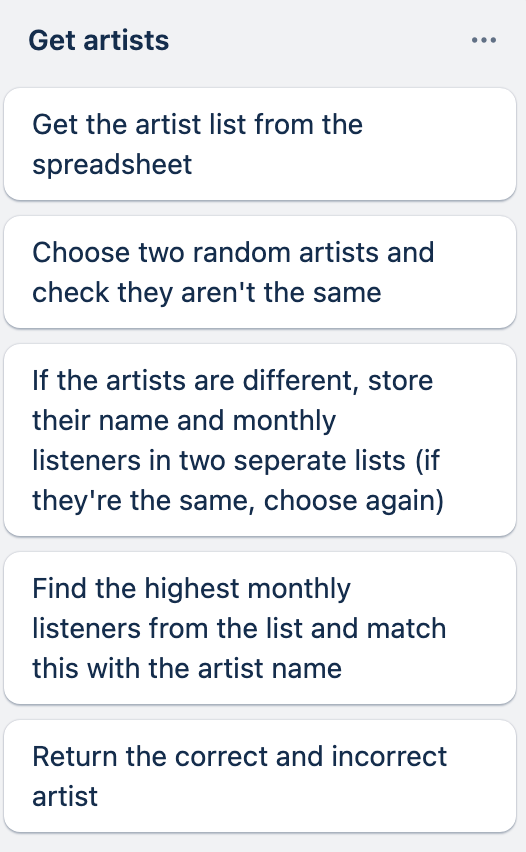 Get artists
Get the artist list from the
spreadsheet
Choose two random artists and
check they aren't the same
If the artists are different, store
their name and monthly
listeners in two seperate lists (if
they're the same, choose again)
Find the highest monthly
listeners from the list and match
this with the artist name
Return the correct and incorrect
artist